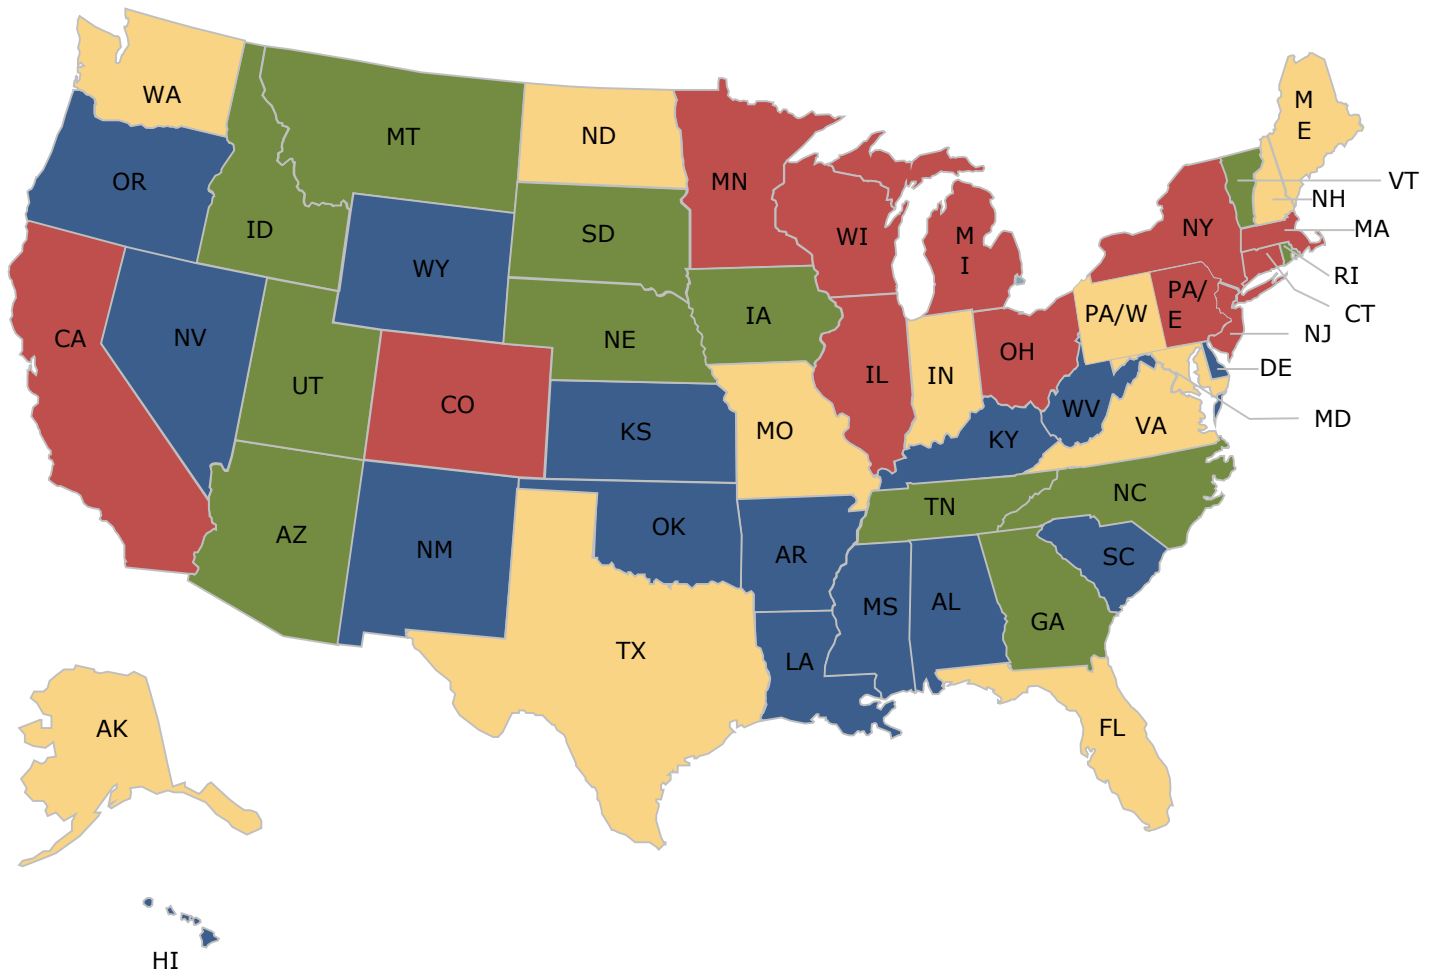 WA
MT
ND
OR
ID
MN
SD
WY
WI
M
I
NY
M
E
VT
NH
MA
RI
CT
NJ
DE
MD
CA
NV
UT
CO
NE
IA
IL
IN
OH
PA/W
PA/
E
KS
MO
KY
WV
VA
AZ
NM
OK
AR
TN
NC
SC
TX
LA
MS
AL
GA
FL
AK
HI